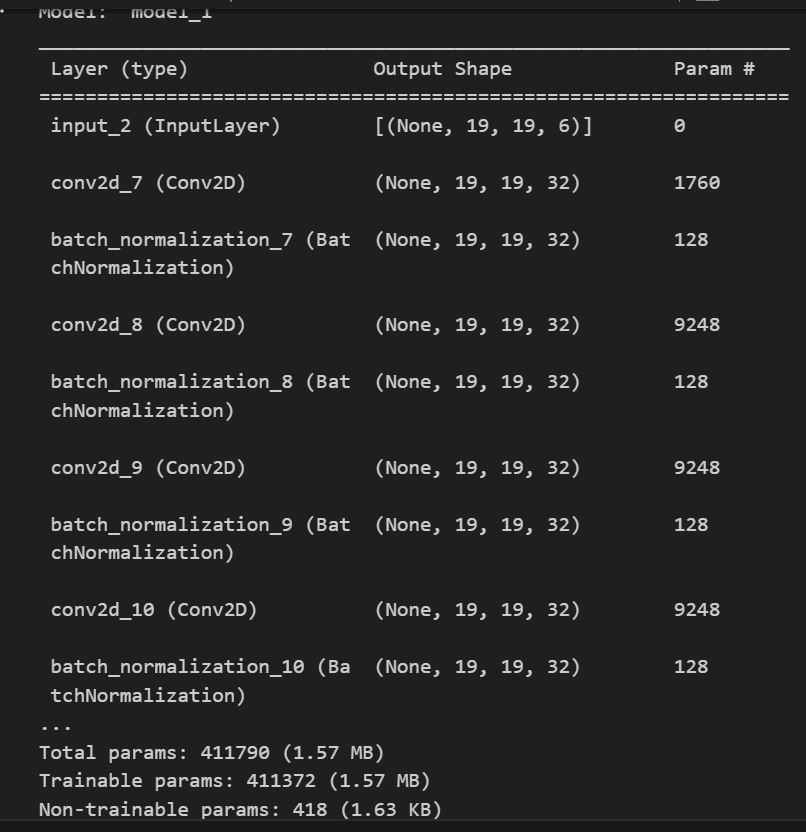 Model: "model_1"
Layer (type) Output Shape Param #
=================================================================
input_2 (InputLayer) [(None, 19, 19, 6)] 0
conv2d_7 (Conv2D) (None, 19, 19, 32) 1760
batch_normalization_7 (Bat (None, 19, 19, 32) 128
chNormalization)
conv2d_8 (Conv2D) (None, 19, 19, 32) 9248
batch_normalization_8 (Bat (None, 19, 19, 32) 128
chNormalization)
conv2d_9 (Conv2D) (None, 19, 19, 32) 9248
batch_normalization_9 (Bat (None, 19, 19, 32) 128
chNormalization)
conv2d_10 (Conv2D) (None, 19, 19, 32) 9248
batch_normalization_10 (Ba (None, 19, 19, 32) 128
tchNormalization)
...
Total params: 411790 (1.57 MB)
Trainable params: 411372 (1.57 MB)
Non-trainable params: 418 (1.63 KB)